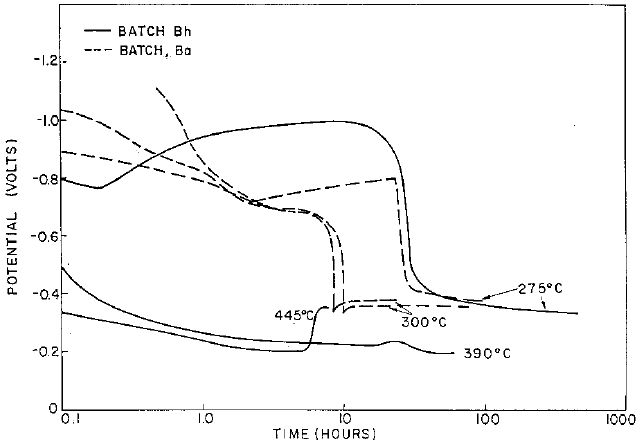 BATCH Bh
BATCH, Ba
-1.2
-1.0
-0.8
-0.6
-0.4
-0.2
0
POTENTIAL (VOLTS)
275°C
445°C
300°C
390°C
0.1
1.0
10
100
1000
TIME (HOURS)